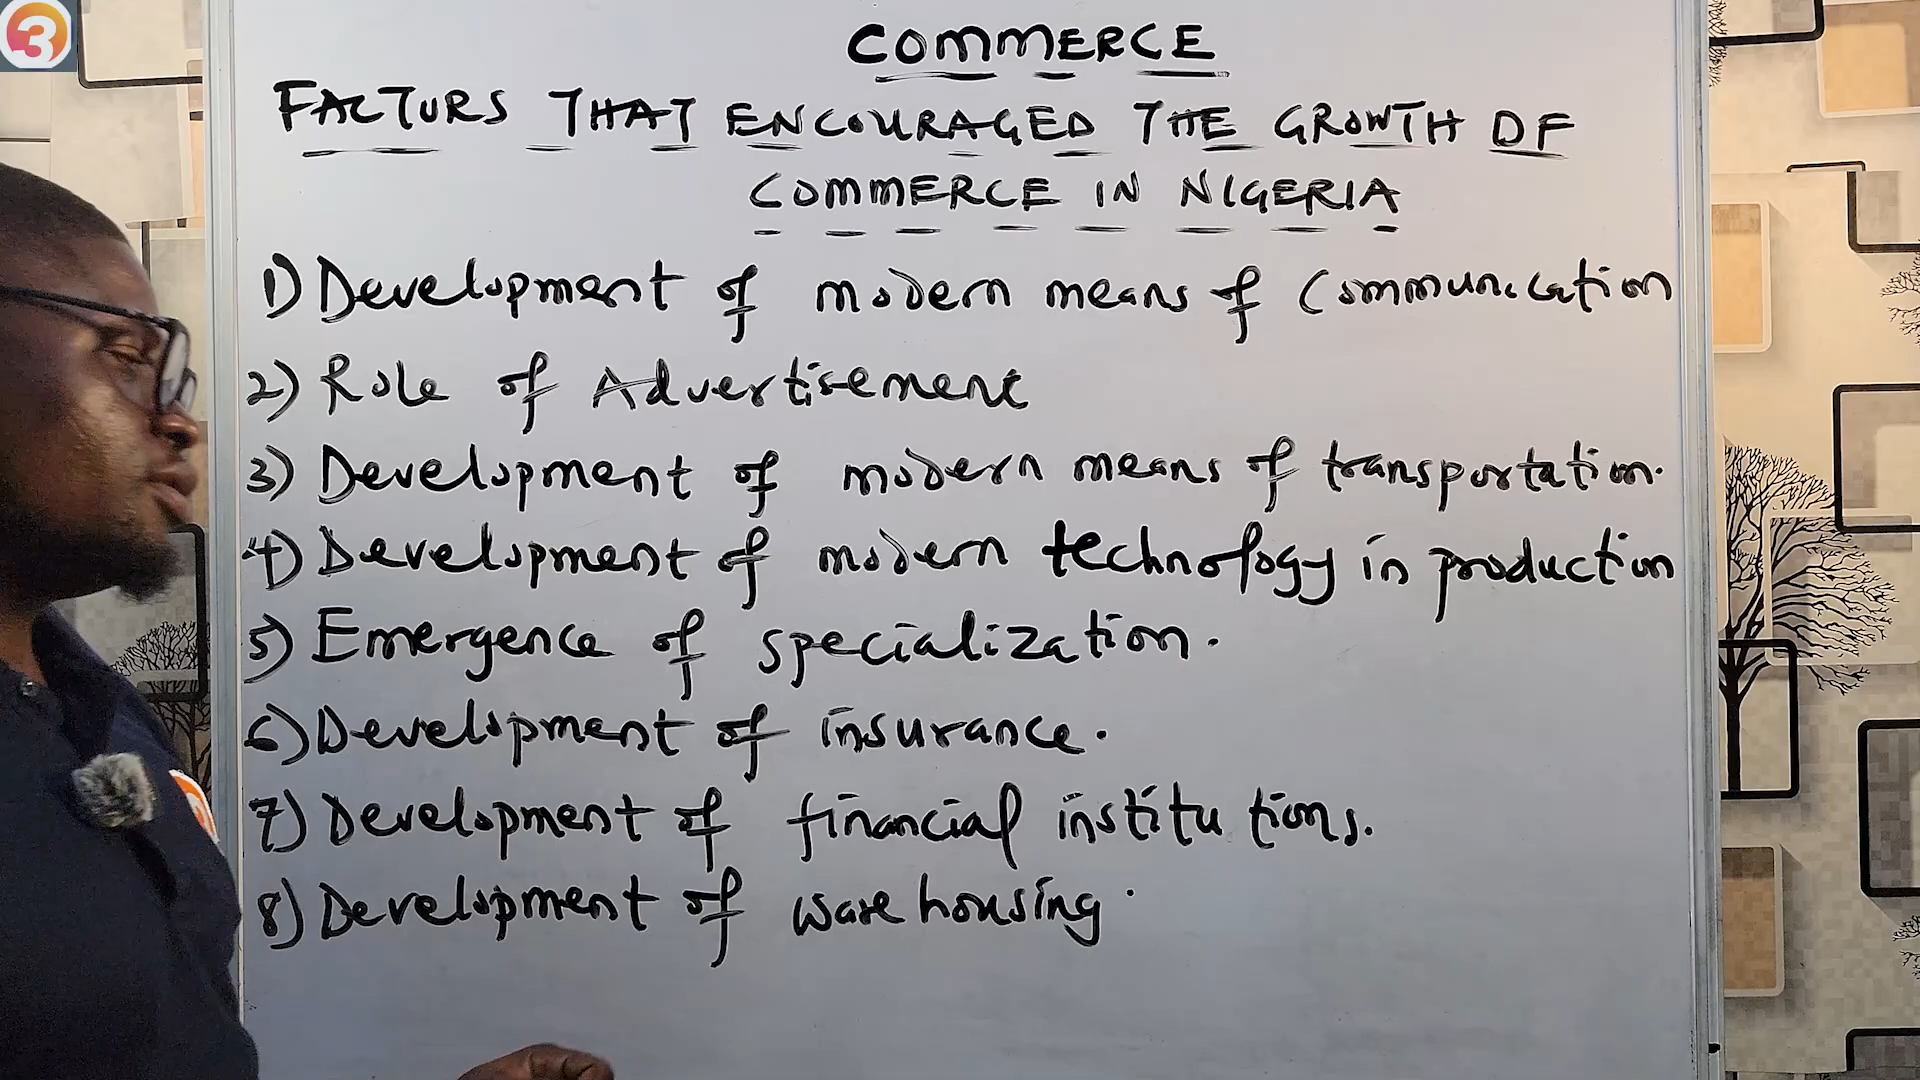 3
COMMERCE
FACTORS THAT ENCOURAGED THE GROWTH OF
COMMERCE IN NIGERIA
1) Development of modern means of Communication
2) Role of Advertisement
3) Development of modern means of transportation.
4) Development of modern technology in production
5) Emergence of specialization.
6) Development of insurance.
7) Development of financial institutions.
8) Development of warehousing.